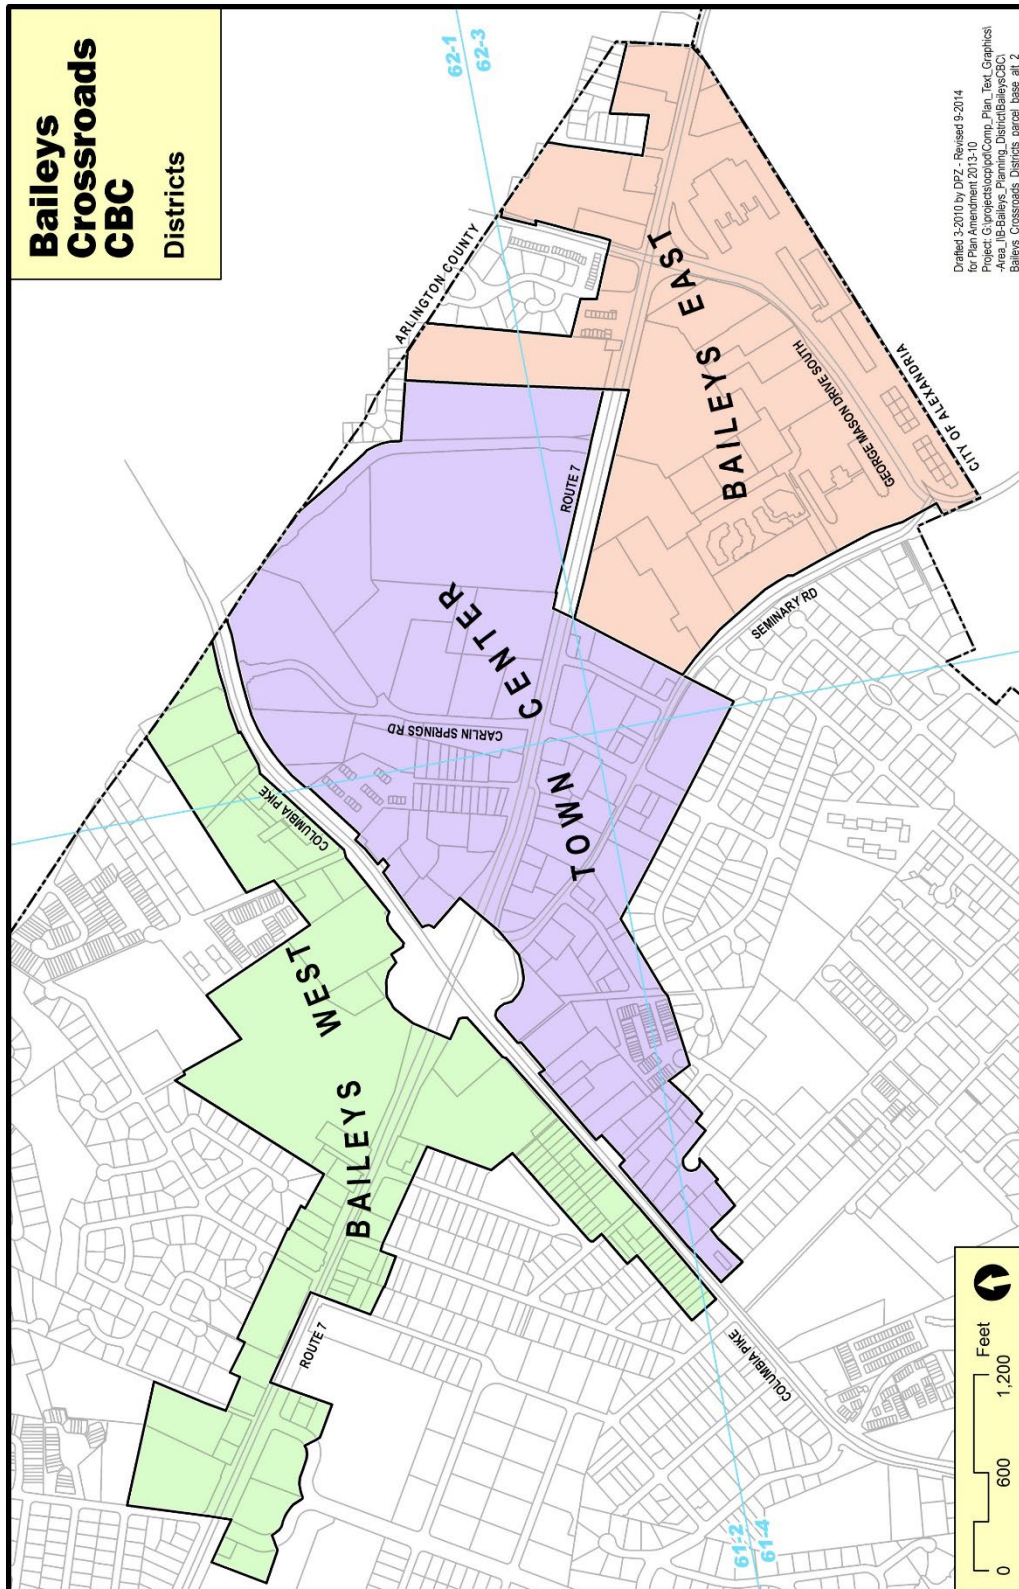 Baileys
Crossroads
CBC
Districts
62-1
62-3
ARLINGTON COUNTY
Drafted 3-2010 by DPZ - Revised 9-2014
for Plan Amendment 2013-10
Project: G:\projects\ocp\pdf\Comp_Plan_Text_Graphics\
-Area_I\B-Baileys_Planning_District\BaileysCBC\
Baileys_Crossroads_Districts_parcel_base_alt_2
BAILEYS EAST
ROUTE 7
GEORGE MASON DRIVE SOUTH
CITY OF ALEXANDRIA
SEMINARY RD
TOWN CENTER
CARLIN SPRINGS RD
COLUMBIA PIKE
BAILEYS WEST
ROUTE 7
COLUMBIA PIKE
61-2
61-4
0 600 1,200
Feet